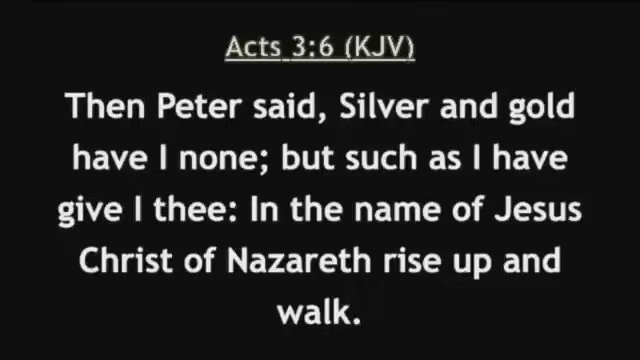 Acts 3:6 (KJV)
Then Peter said, Silver and gold
have I none; but such as I have
give I thee: In the name of Jesus
Christ of Nazareth rise up and
walk.